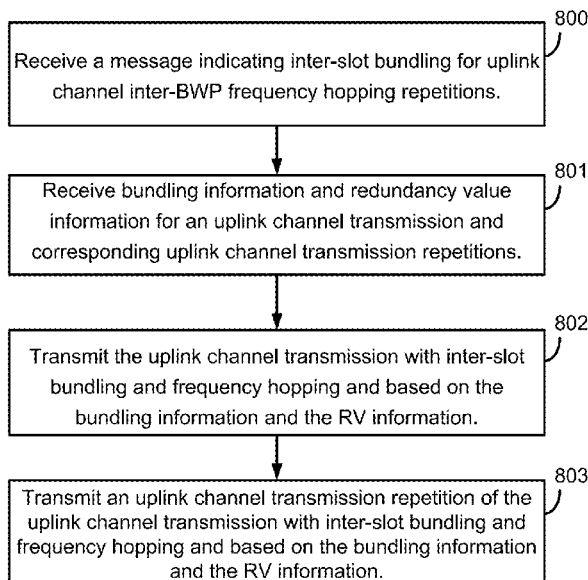 800
Receive a message indicating inter-slot bundling for uplink
channel inter-BWP frequency hopping repetitions.
801
Receive bundling information and redundancy value
information for an uplink channel transmission and
corresponding uplink channel transmission repetitions.
802
Transmit the uplink channel transmission with inter-slot
bundling and frequency hopping and based on the
bundling information and the RV information.
803
Transmit an uplink channel transmission repetition of the
uplink channel transmission with inter-slot bundling and
frequency hopping and based on the bundling information
and the RV information.